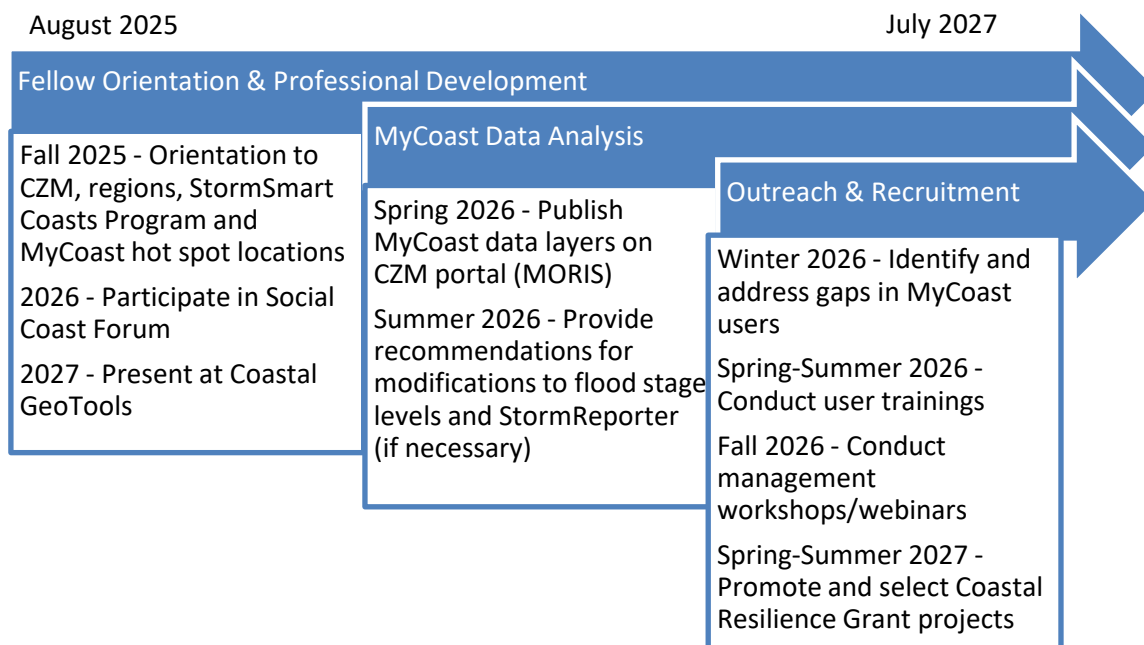 August 2025
July 2027
Fellow Orientation & Professional Development
MyCoast Data Analysis
Outreach & Recruitment
Fall 2025 - Orientation to
CZM, regions, StormSmart
Coasts Program and
MyCoast hot spot locations
2026 - Participate in Social
Coast Forum
2027 - Present at Coastal
GeoTools
Spring 2026 - Publish
MyCoast data layers on
CZM portal (MORIS)
Summer 2026 - Provide
recommendations for
modifications to flood stage
levels and StormReporter
(if necessary)
Winter 2026 - Identify and
address gaps in MyCoast
users
Spring-Summer 2026 -
Conduct user trainings
Fall 2026 - Conduct
management
workshops/webinars
Spring-Summer 2027 -
Promote and select Coastal
Resilience Grant projects